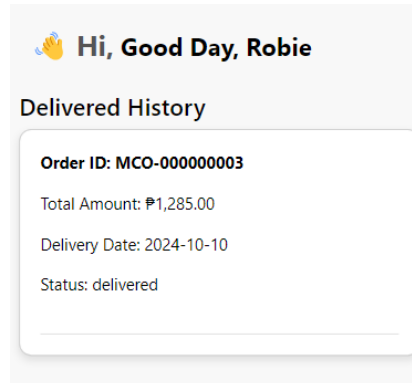 👋 Hi, Good Day, Robie
Delivered History
Order ID: MCO-000000003
Total Amount: ₱1,285.00
Delivery Date: 2024-10-10
Status: delivered